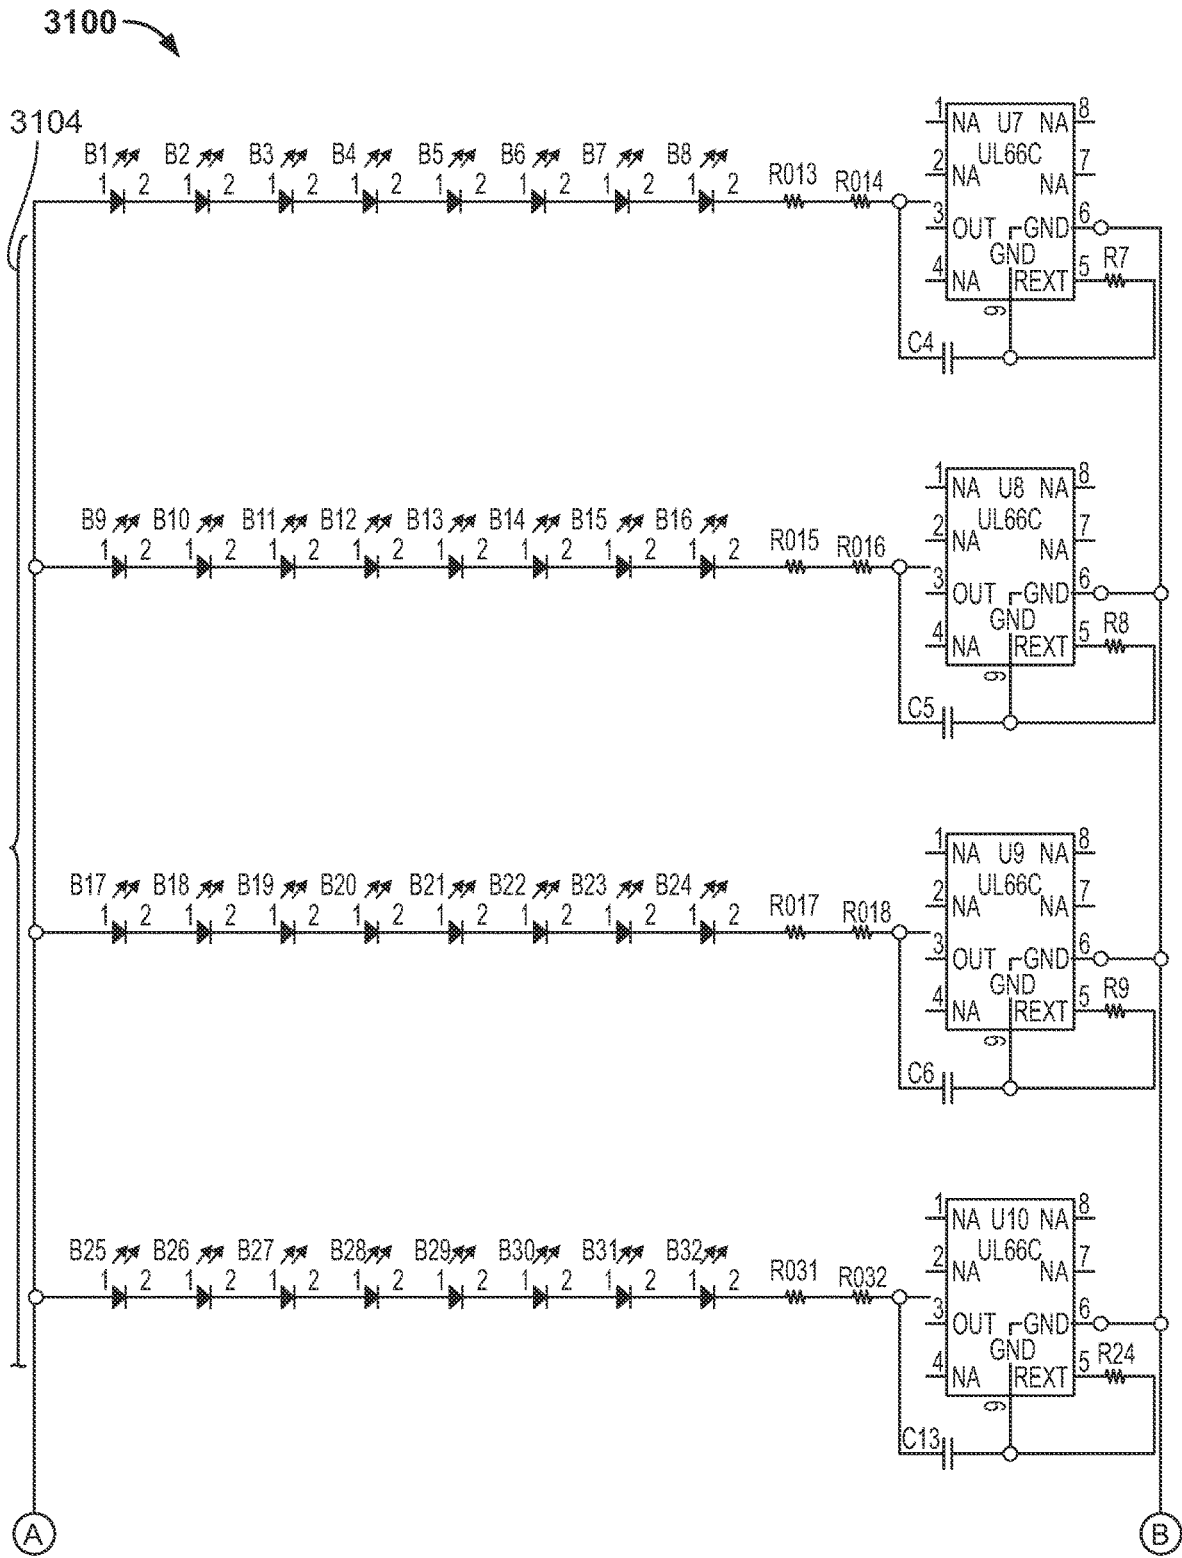 3100
3104
B1 B2 B3 B4 B5 B6 B7 B8
1 2 1 2 1 2 1 2 1 2 1 2 1 2 1 2
R013 R014
1 NA U7 NA 8
UL66C
2 NA NA 7
3 OUT GND 6
GND
4 NA REXT 5 R7
9
C4
B9 B10 B11 B12 B13 B14 B15 B16
1 2 1 2 1 2 1 2 1 2 1 2 1 2 1 2
R015 R016
1 NA U8 NA 8
UL66C
2 NA NA 7
3 OUT GND 6
GND
4 NA REXT 5 R8
9
C5
B17 B18 B19 B20 B21 B22 B23 B24
1 2 1 2 1 2 1 2 1 2 1 2 1 2 1 2
R017 R018
1 NA U9 NA 8
UL66C
2 NA NA 7
3 OUT GND 6
GND
4 NA REXT 5 R9
9
C6
B25 B26 B27 B28 B29 B30 B31 B32
1 2 1 2 1 2 1 2 1 2 1 2 1 2 1 2
R031 R032
1 NA U10 NA 8
UL66C
2 NA NA 7
3 OUT GND 6
GND
4 NA REXT 5 R24
9
C13
A B